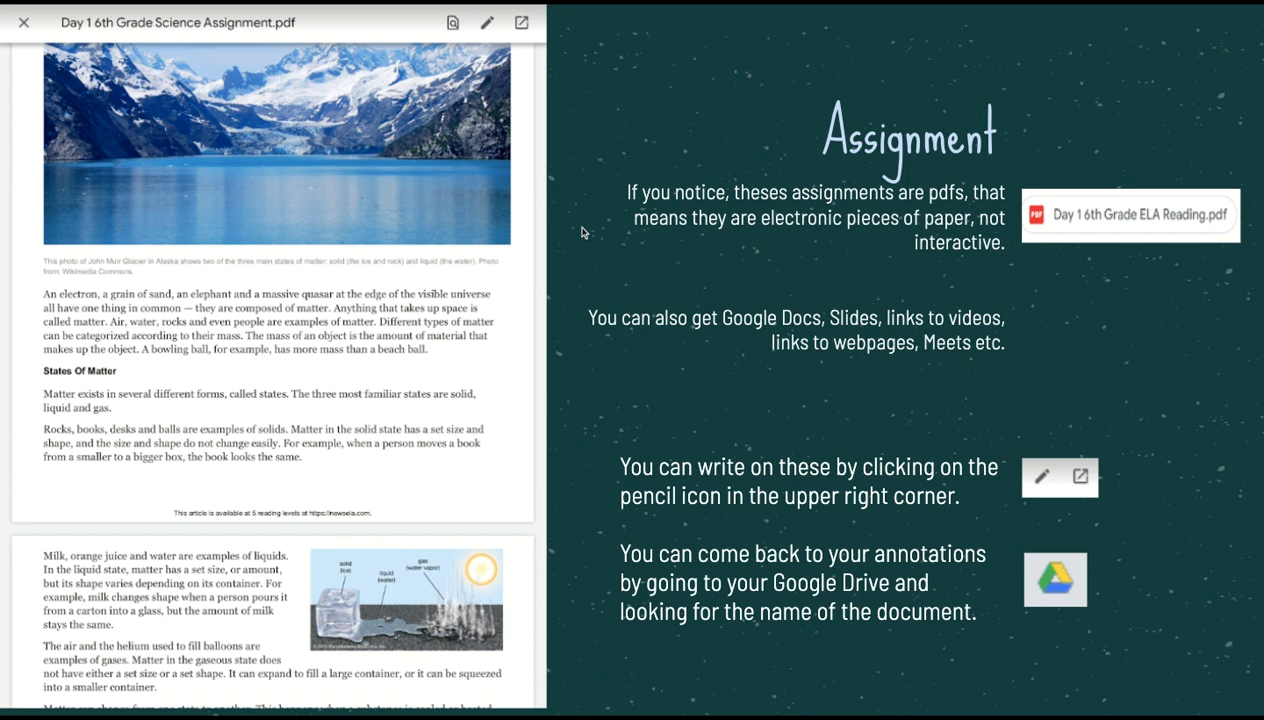 Day 1 6th Grade Science Assignment.pdf
This photo of John Muir Glacier in Alaska shows two of the three main states of matter: solid (the ice and rock) and liquid (the water). Photo
from: Wikimedia Commons.
An electron, a grain of sand, an elephant and a massive quasar at the edge of the visible universe
all have one thing in common — they are composed of matter. Anything that takes up space is
called matter. Air, water, rocks and even people are examples of matter. Different types of matter
can be categorized according to their mass. The mass of an object is the amount of material that
makes up the object. A bowling ball, for example, has more mass than a beach ball.
States Of Matter
Matter exists in several different forms, called states. The three most familiar states are solid,
liquid and gas.
Rocks, books, desks and balls are examples of solids. Matter in the solid state has a set size and
shape, and the size and shape do not change easily. For example, when a person moves a book
from a smaller to a bigger box, the book looks the same.
This article is available at 5 reading levels at https://newsela.com.
Milk, orange juice and water are examples of liquids.
In the liquid state, matter has a set size, or amount,
but its shape varies depending on its container. For
example, milk changes shape when a person pours it
from a carton into a glass, but the amount of milk
stays the same.
solid
(ice)
liquid
(water)
gas
(water vapor)
The air and the helium used to fill balloons are
examples of gases. Matter in the gaseous state does
not have either a set size or a set shape. It can expand to fill a large container, or it can be squeezed
into a smaller container.
Matter can change from one state to another. This happens when a substance is cooled or heated
Assignment
If you notice, theses assignments are pdfs, that
means they are electronic pieces of paper, not
interactive.
PDF Day 1 6th Grade ELA Reading.pdf
You can also get Google Docs, Slides, links to videos,
links to webpages, Meets etc.
You can write on these by clicking on the
pencil icon in the upper right corner.
You can come back to your annotations
by going to your Google Drive and
looking for the name of the document.